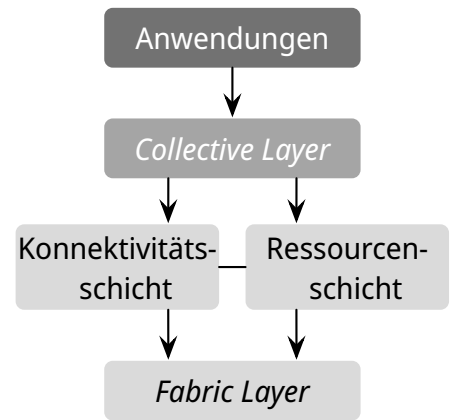 Anwendungen
Collective Layer
Konnektivitäts-
schicht
Ressourcen-
schicht
Fabric Layer